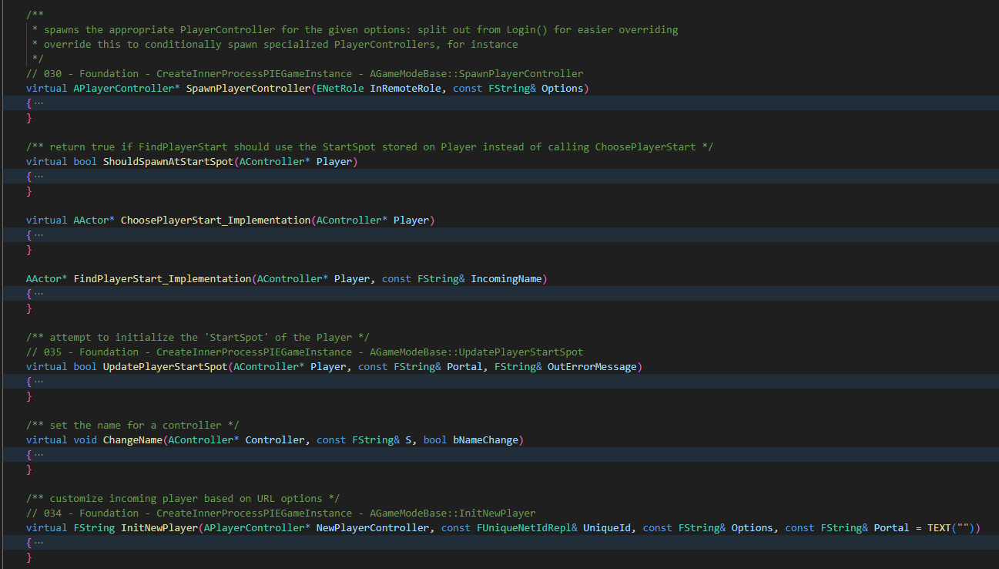 /**
* spawns the appropriate PlayerController for the given options: split out from Login() for easier overriding
* override this to conditionally spawn specialized PlayerControllers, for instance
*/
// 030 - Foundation - CreateInnerProcessPIEGameInstance - AGameModeBase::SpawnPlayerController
virtual APlayerController* SpawnPlayerController(ENetRole InRemoteRole, const FString& Options)
{ ...
}
/** return true if FindPlayerStart should use the StartSpot stored on Player instead of calling ChoosePlayerStart */
virtual bool ShouldSpawnAtStartSpot(AController* Player)
{ ...
}
virtual AActor* ChoosePlayerStart_Implementation(AController* Player)
{ ...
}
AActor* FindPlayerStart_Implementation(AController* Player, const FString& IncomingName)
{ ...
}
/** attempt to initialize the 'StartSpot' of the Player */
// 035 - Foundation - CreateInnerProcessPIEGameInstance - AGameModeBase::UpdatePlayerStartSpot
virtual bool UpdatePlayerStartSpot(AController* Player, const FString& Portal, FString& OutErrorMessage)
{ ...
}
/** set the name for a controller */
virtual void ChangeName(AController* Controller, const FString& S, bool bNameChange)
{ ...
}
/** customize incoming player based on URL options */
// 034 - Foundation - CreateInnerProcessPIEGameInstance - AGameModeBase::InitNewPlayer
virtual FString InitNewPlayer(APlayerController* NewPlayerController, const FUniqueNetIdRepl& UniqueId, const FString& Options, const FString& Portal = TEXT(""))
{ ...
}